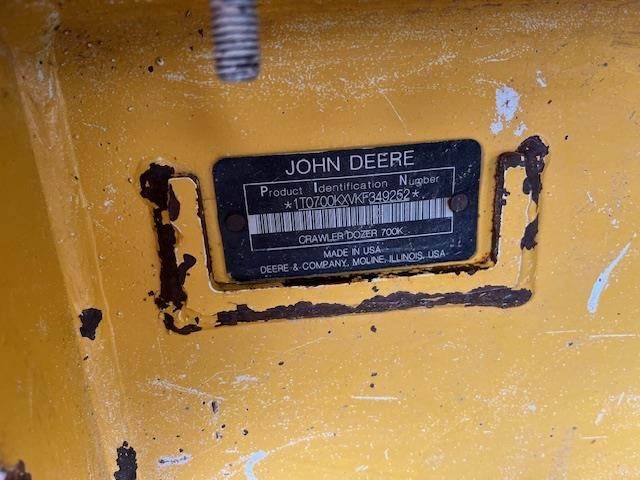 JOHN DEERE
Product Identification Number
*1T0700KXVKF349252*
CRAWLER DOZER 700K
MADE IN USA
DEERE & COMPANY, MOLINE, ILLINOIS, USA